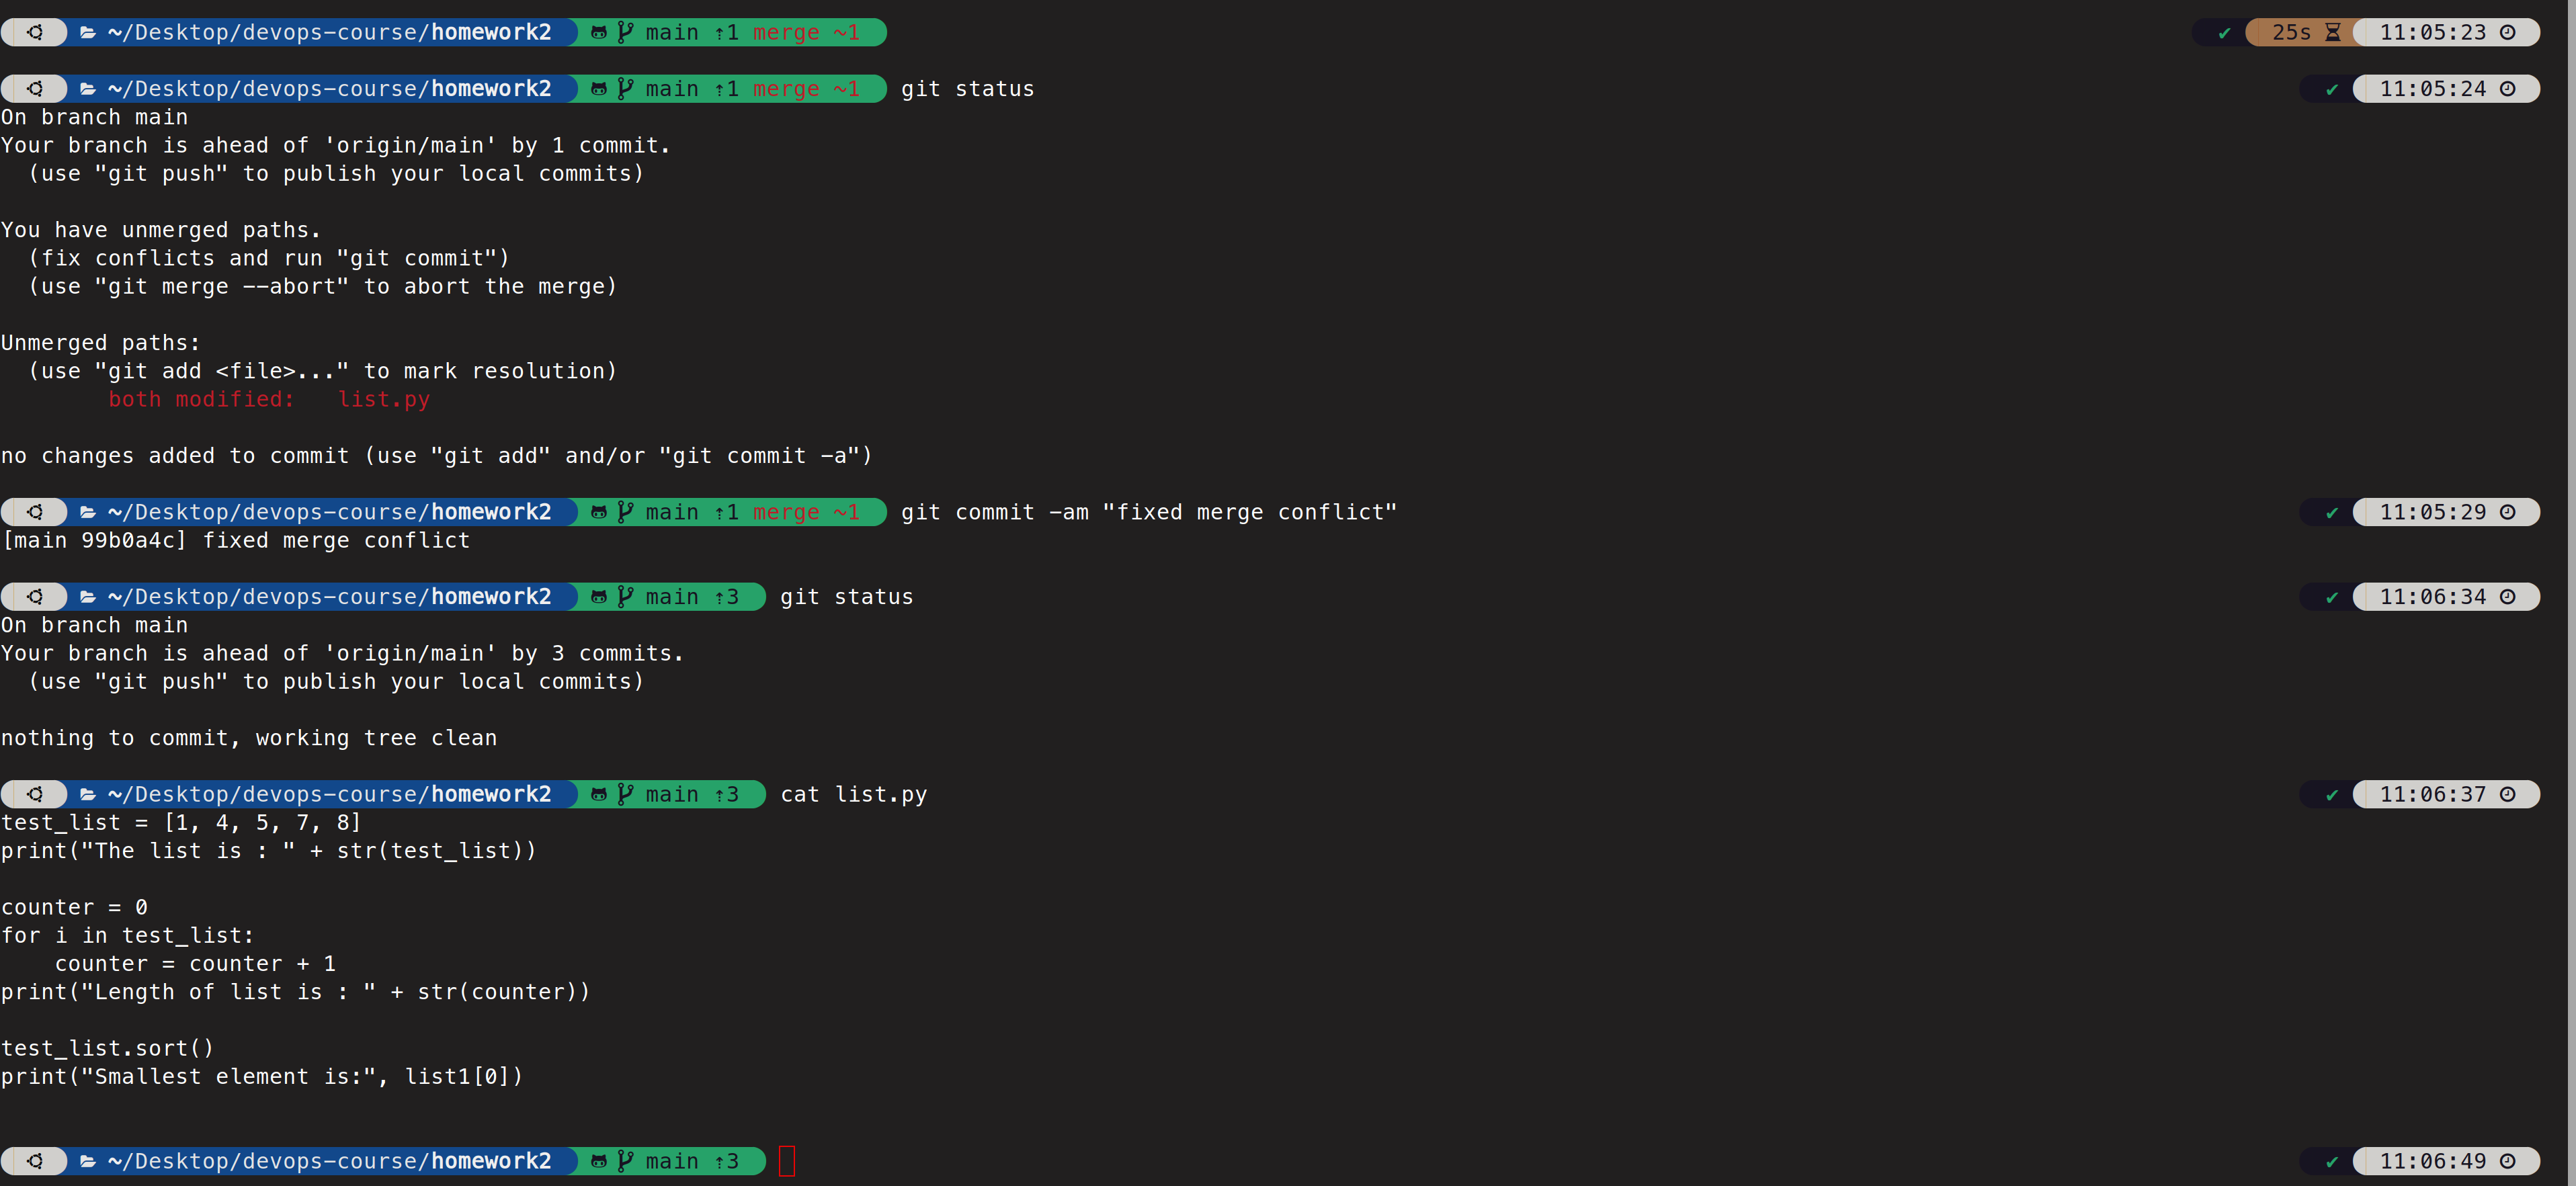 ~/Desktop/devops-course/homework2 main ⇡1 merge ~1 ✔ 25s 11:05:23
~/Desktop/devops-course/homework2 main ⇡1 merge ~1 git status ✔ 11:05:24
On branch main
Your branch is ahead of 'origin/main' by 1 commit.
  (use "git push" to publish your local commits)

You have unmerged paths.
  (fix conflicts and run "git commit")
  (use "git merge --abort" to abort the merge)

Unmerged paths:
  (use "git add <file>..." to mark resolution)
        both modified:   list.py

no changes added to commit (use "git add" and/or "git commit -a")

~/Desktop/devops-course/homework2 main ⇡1 merge ~1 git commit -am "fixed merge conflict" ✔ 11:05:29
[main 99b0a4c] fixed merge conflict

~/Desktop/devops-course/homework2 main ⇡3 git status ✔ 11:06:34
On branch main
Your branch is ahead of 'origin/main' by 3 commits.
  (use "git push" to publish your local commits)

nothing to commit, working tree clean

~/Desktop/devops-course/homework2 main ⇡3 cat list.py ✔ 11:06:37
test_list = [1, 4, 5, 7, 8]
print("The list is : " + str(test_list))

counter = 0
for i in test_list:
    counter = counter + 1
print("Length of list is : " + str(counter))

test_list.sort()
print("Smallest element is:", list1[0])

~/Desktop/devops-course/homework2 main ⇡3 ✔ 11:06:49